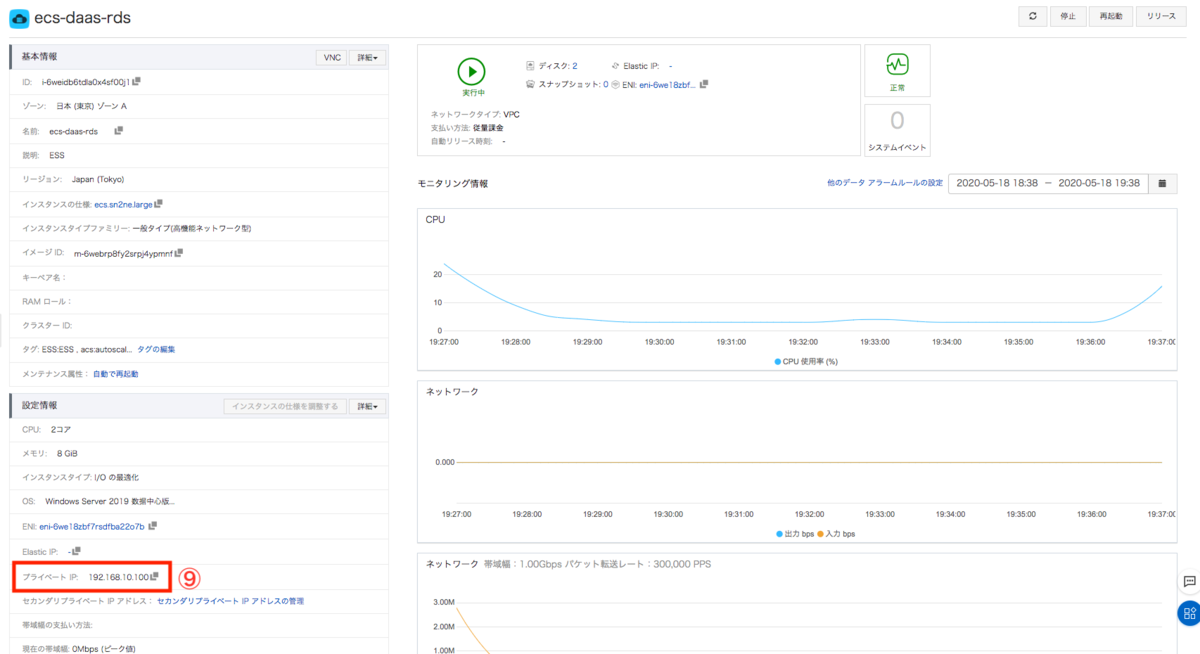 ecs-daas-rds
停止
再起動
リリース
基本情報
VNC
詳細
ID: i-6weidb6tdla0x4sf00j1
ゾーン: 日本 (東京) ゾーン A
名前: ecs-daas-rds
説明: ESS
リージョン: Japan (Tokyo)
インスタンスの仕様: ecs.sn2ne.large
インスタンスタイプファミリー: 一般タイプ(高機能ネットワーク型)
イメージ ID: m-6webrp8fy2srpj4ypmnf
キーペア名 :
RAM ロール :
クラスター ID:
タグ: ESS:ESS , acs:autoscal... タグの編集
メンテナンス属性 : 自動で再起動
設定情報
インスタンスの仕様を調整する
詳細
CPU: 2コア
メモリ: 8 GiB
インスタンスタイプ: I/O の最適化
OS: Windows Server 2019 数据中心版...
ENI: eni-6we18zbf7rsdfba22o7b
Elastic IP: -
プライベート IP: 192.168.10.100
⑨
セカンダリプライベート IP アドレス : セカンダリプライベート IP アドレスの管理
帯域幅の支払い方法:
現在の帯域幅: 0Mbps (ピーク値)
実行中
ディスク: 2
Elastic IP: -
スナップショット: 0
ENI: eni-6we18zbf...
ネットワークタイプ: VPC
支払い方法: 従量課金
自動リリース時刻: -
正常
0
システムイベント
モニタリング情報
他のデータ アラームルールの設定
2020-05-18 18:38 − 2020-05-18 19:38
CPU
20
10
0
19:27:00 19:28:00 19:29:00 19:30:00 19:31:00 19:32:00 19:33:00 19:34:00 19:35:00 19:36:00 19:37:00
CPU 使用率 (%)
ネットワーク
0.000
19:27:00 19:28:00 19:29:00 19:30:00 19:31:00 19:32:00 19:33:00 19:34:00 19:35:00 19:36:00 19:37:00
出力 bps 入力 bps
ネットワーク 帯域幅 : 1.00Gbps パケット転送レート : 300,000 PPS
3.00M
2.00M
1.00M